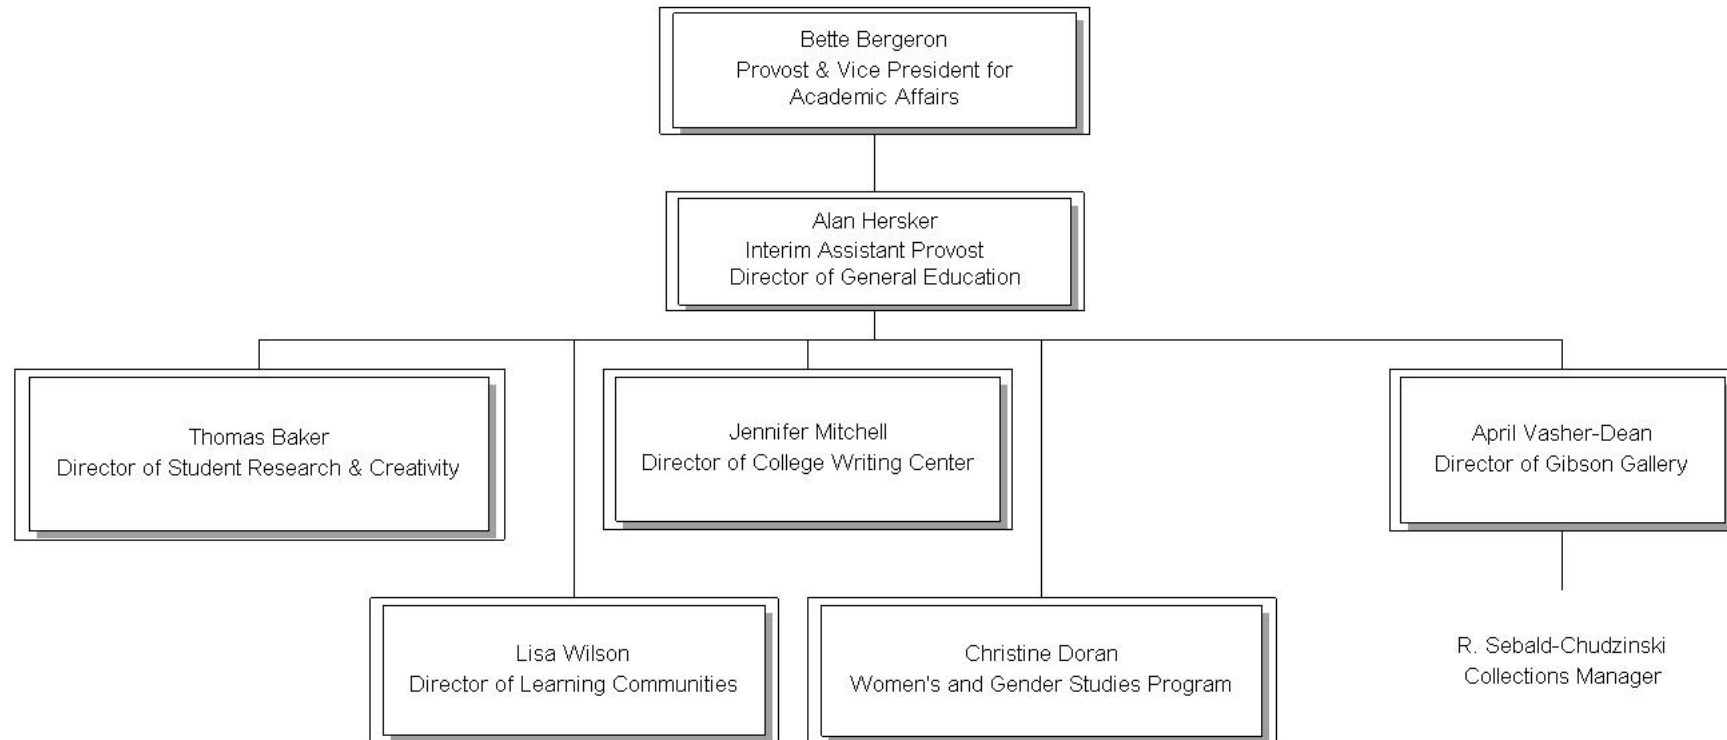 Bette Bergeron
Provost & Vice President for
Academic Affairs
Alan Hersker
Interim Assistant Provost
Director of General Education
Thomas Baker
Director of Student Research & Creativity
Jennifer Mitchell
Director of College Writing Center
April Vasher-Dean
Director of Gibson Gallery
Lisa Wilson
Director of Learning Communities
Christine Doran
Women's and Gender Studies Program
R. Sebald-Chudzinski
Collections Manager